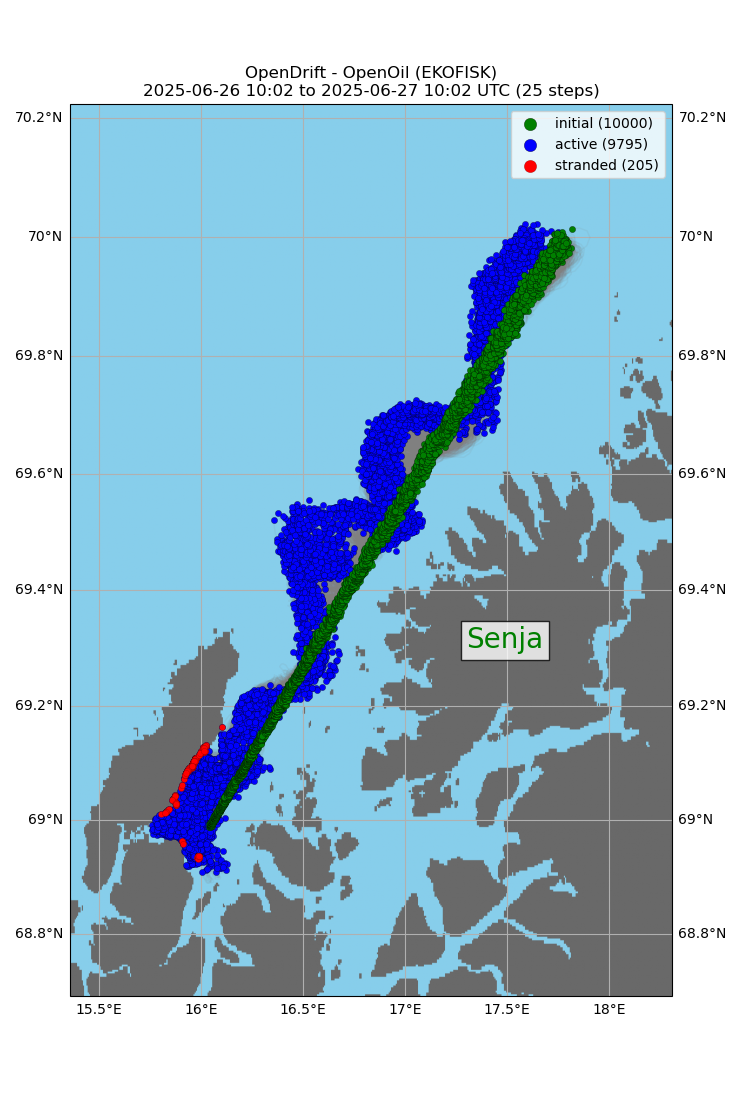 OpenDrift - OpenOil (EKOFISK)
2025-06-26 10:02 to 2025-06-27 10:02 UTC (25 steps)
70.2°N
70.2°N
initial (10000)
active (9795)
stranded (205)
70°N
70°N
69.8°N
69.8°N
69.6°N
69.6°N
69.4°N
69.4°N
Senja
69.2°N
69.2°N
69°N
69°N
68.8°N
68.8°N
15.5°E
16°E
16.5°E
17°E
17.5°E
18°E